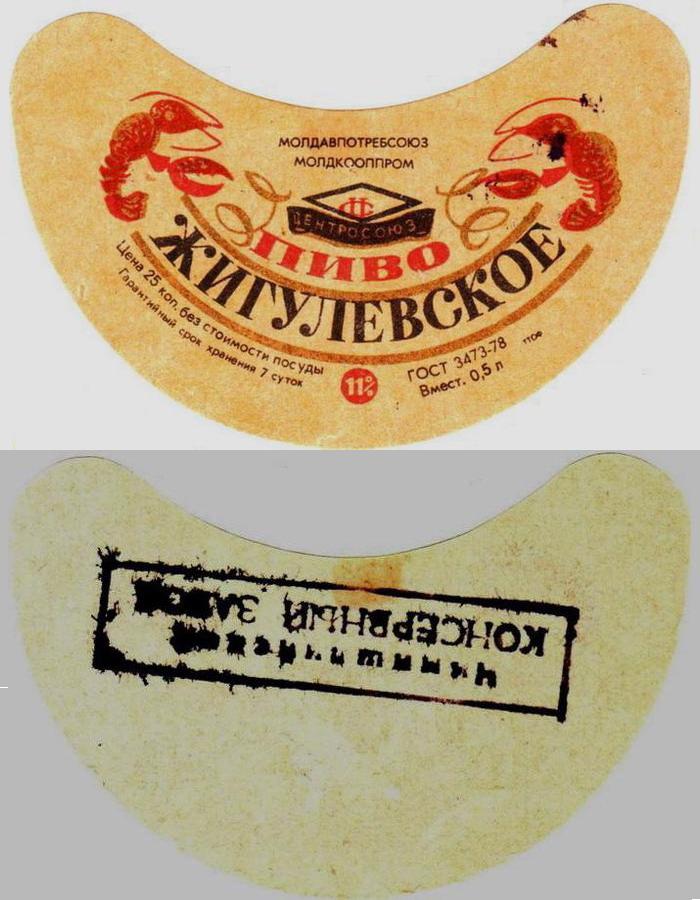 МОЛДАВПОТРЕБСОЮЗ
МОЛДКООППРОМ
ЦЕНТРОСОЮЗ
ПИВО
ЖИГУЛЕВСКОЕ
Цена 25 коп. без стоимости посуды
Гарантийный срок хранения 7 суток
11%
ГОСТ 3473-78
Вмест. 0,5 л
КОНСЕРВНЫЙ ЗАВОД